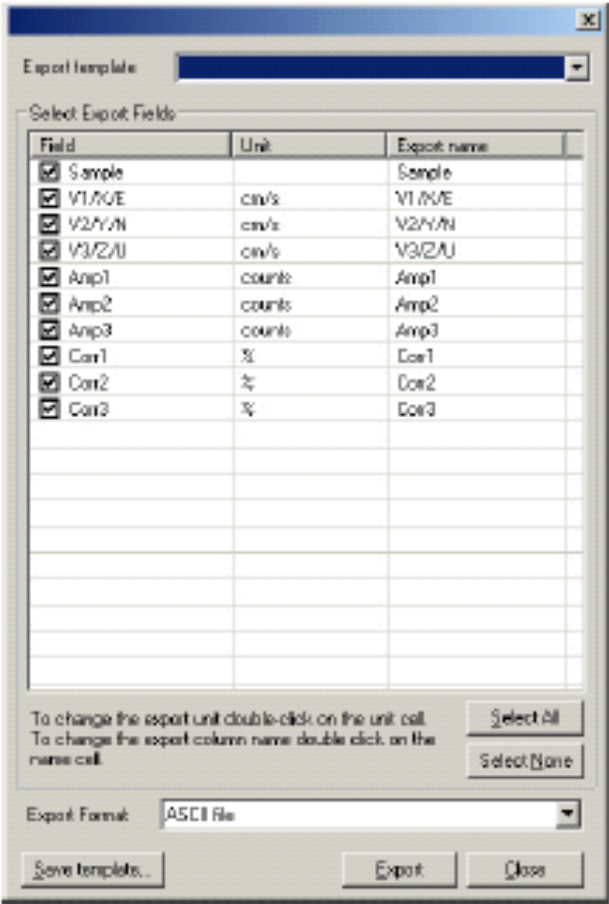 Export template
Select Export Fields
Field Unit Export name
Sample Sample
V1/X/E cm/s V1/X/E
V2/Y/N cm/s V2/Y/N
V3/Z/U cm/s V3/Z/U
Amp1 counts Amp1
Amp2 counts Amp2
Amp3 counts Amp3
Corr1 % Corr1
Corr2 % Corr2
Corr3 % Corr3
To change the export unit double-click on the unit cell.
To change the export column name double click on the
name cell.
Select All
Select None
Export Format ASCII file
Save template... Export Close